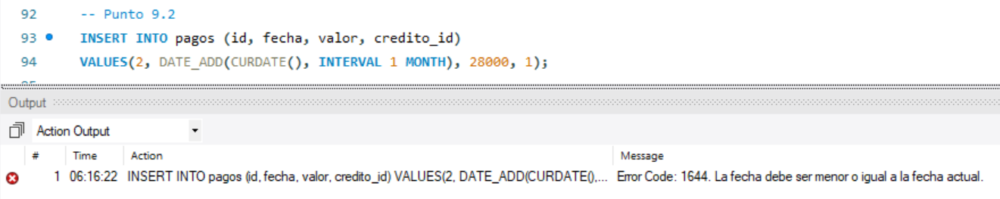 92 -- Punto 9.2
93 INSERT INTO pagos (id, fecha, valor, credito_id)
94 VALUES(2, DATE_ADD(CURDATE(), INTERVAL 1 MONTH), 28000, 1);
Output
Action Output
# Time Action Message
1 06:16:22 INSERT INTO pagos (id, fecha, valor, credito_id) VALUES(2, DATE_ADD(CURDATE(),... Error Code: 1644. La fecha debe ser menor o igual a la fecha actual.